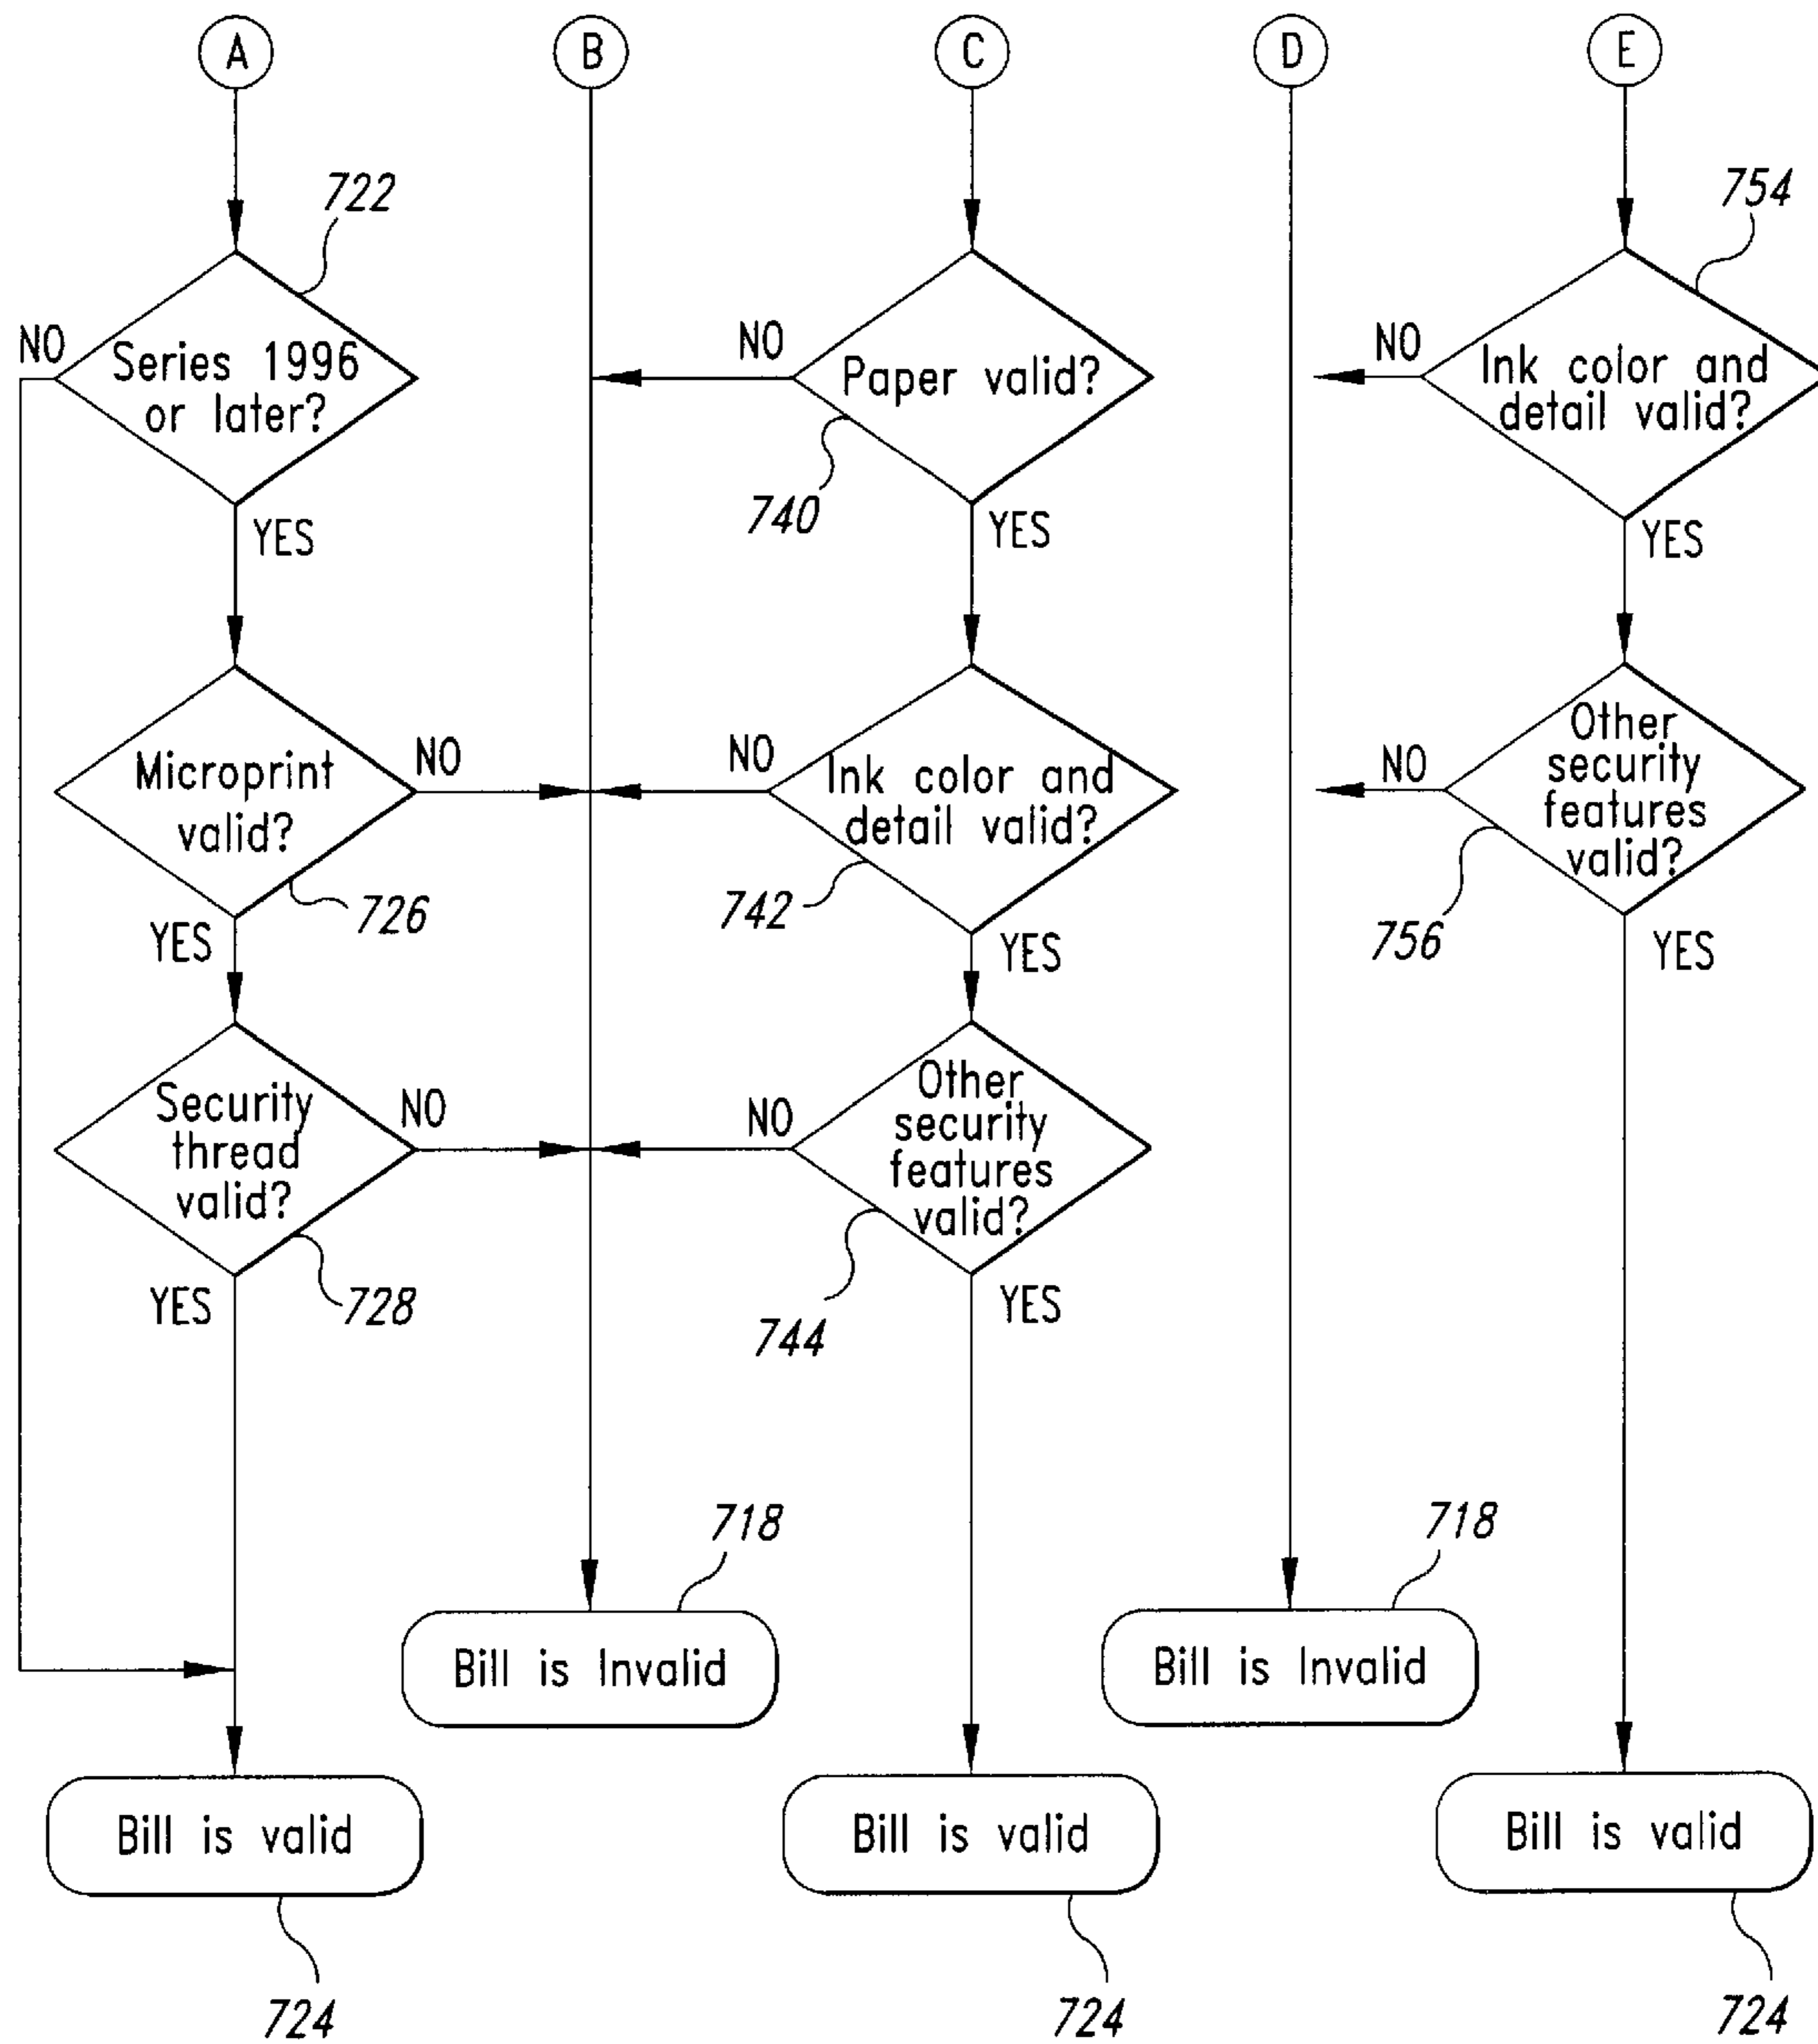 A
B
C
D
E
722
754
NO
Series 1996
or later?
NO
Paper valid?
NO
Ink color and
detail valid?
740
YES
YES
YES
Microprint
valid?
NO
NO
Ink color and
detail valid?
NO
Other
security
features
valid?
726
742
756
YES
YES
YES
Security
thread
valid?
NO
NO
Other
security
features
valid?
728
744
YES
YES
718
718
Bill is Invalid
Bill is Invalid
Bill is valid
Bill is valid
Bill is valid
724
724
724